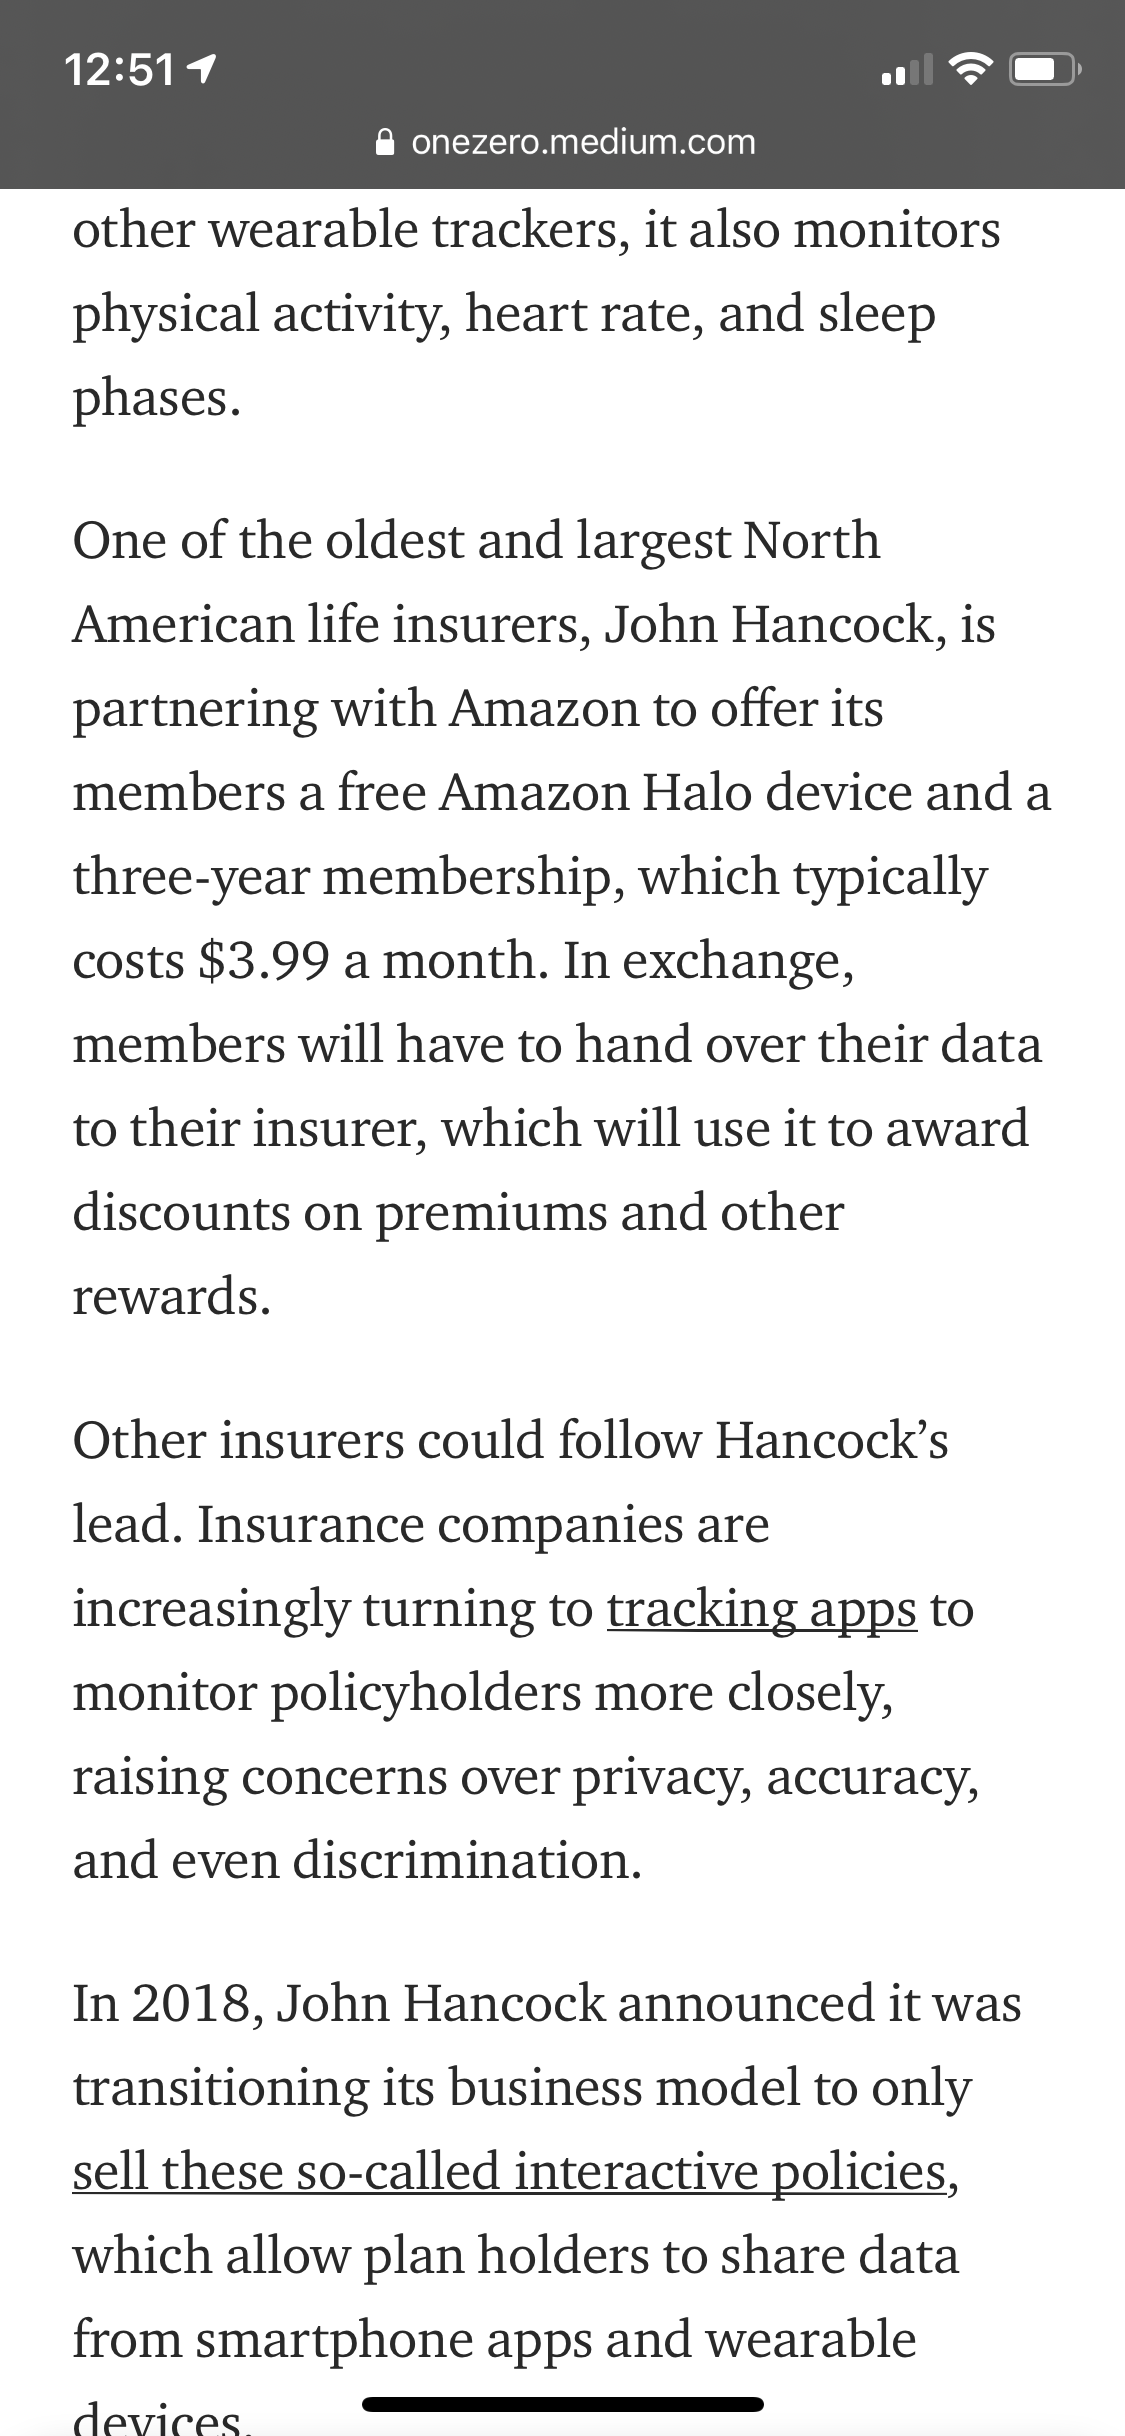 12:51
onezero.medium.com
other wearable trackers, it also monitors
physical activity, heart rate, and sleep
phases.
One of the oldest and largest North
American life insurers, John Hancock, is
partnering with Amazon to offer its
members a free Amazon Halo device and a
three-year membership, which typically
costs $3.99 a month. In exchange,
members will have to hand over their data
to their insurer, which will use it to award
discounts on premiums and other
rewards.
Other insurers could follow Hancock’s
lead. Insurance companies are
increasingly turning to tracking apps to
monitor policyholders more closely,
raising concerns over privacy, accuracy,
and even discrimination.
In 2018, John Hancock announced it was
transitioning its business model to only
sell these so-called interactive policies,
which allow plan holders to share data
from smartphone apps and wearable
devices.